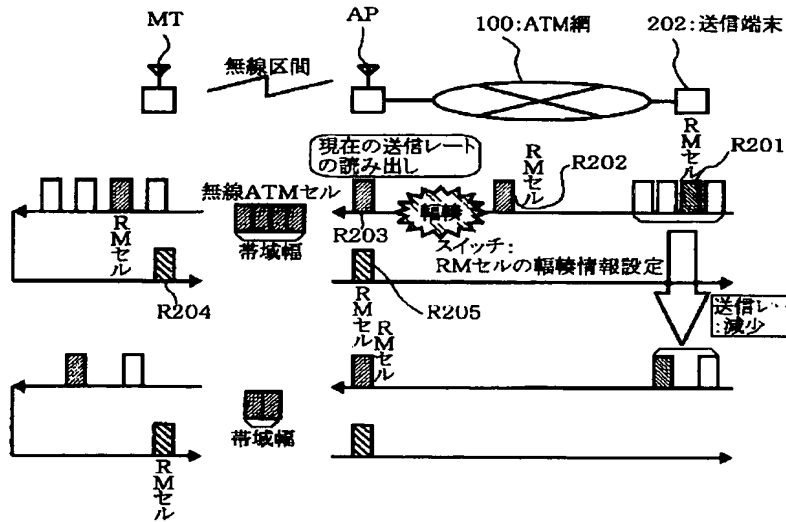 MT
AP
100:ATM網
202:送信端末
無線区間
現在の送信レート
の読み出し
RMセル
R201
RMセル
R202
無線ATMセル
輻輳
RMセル
帯域幅
R203
スイッチ:
RMセルの輻輳情報設定
R204
R205
RMセル
RMセル
送信レー
:減少
帯域幅
RMセル